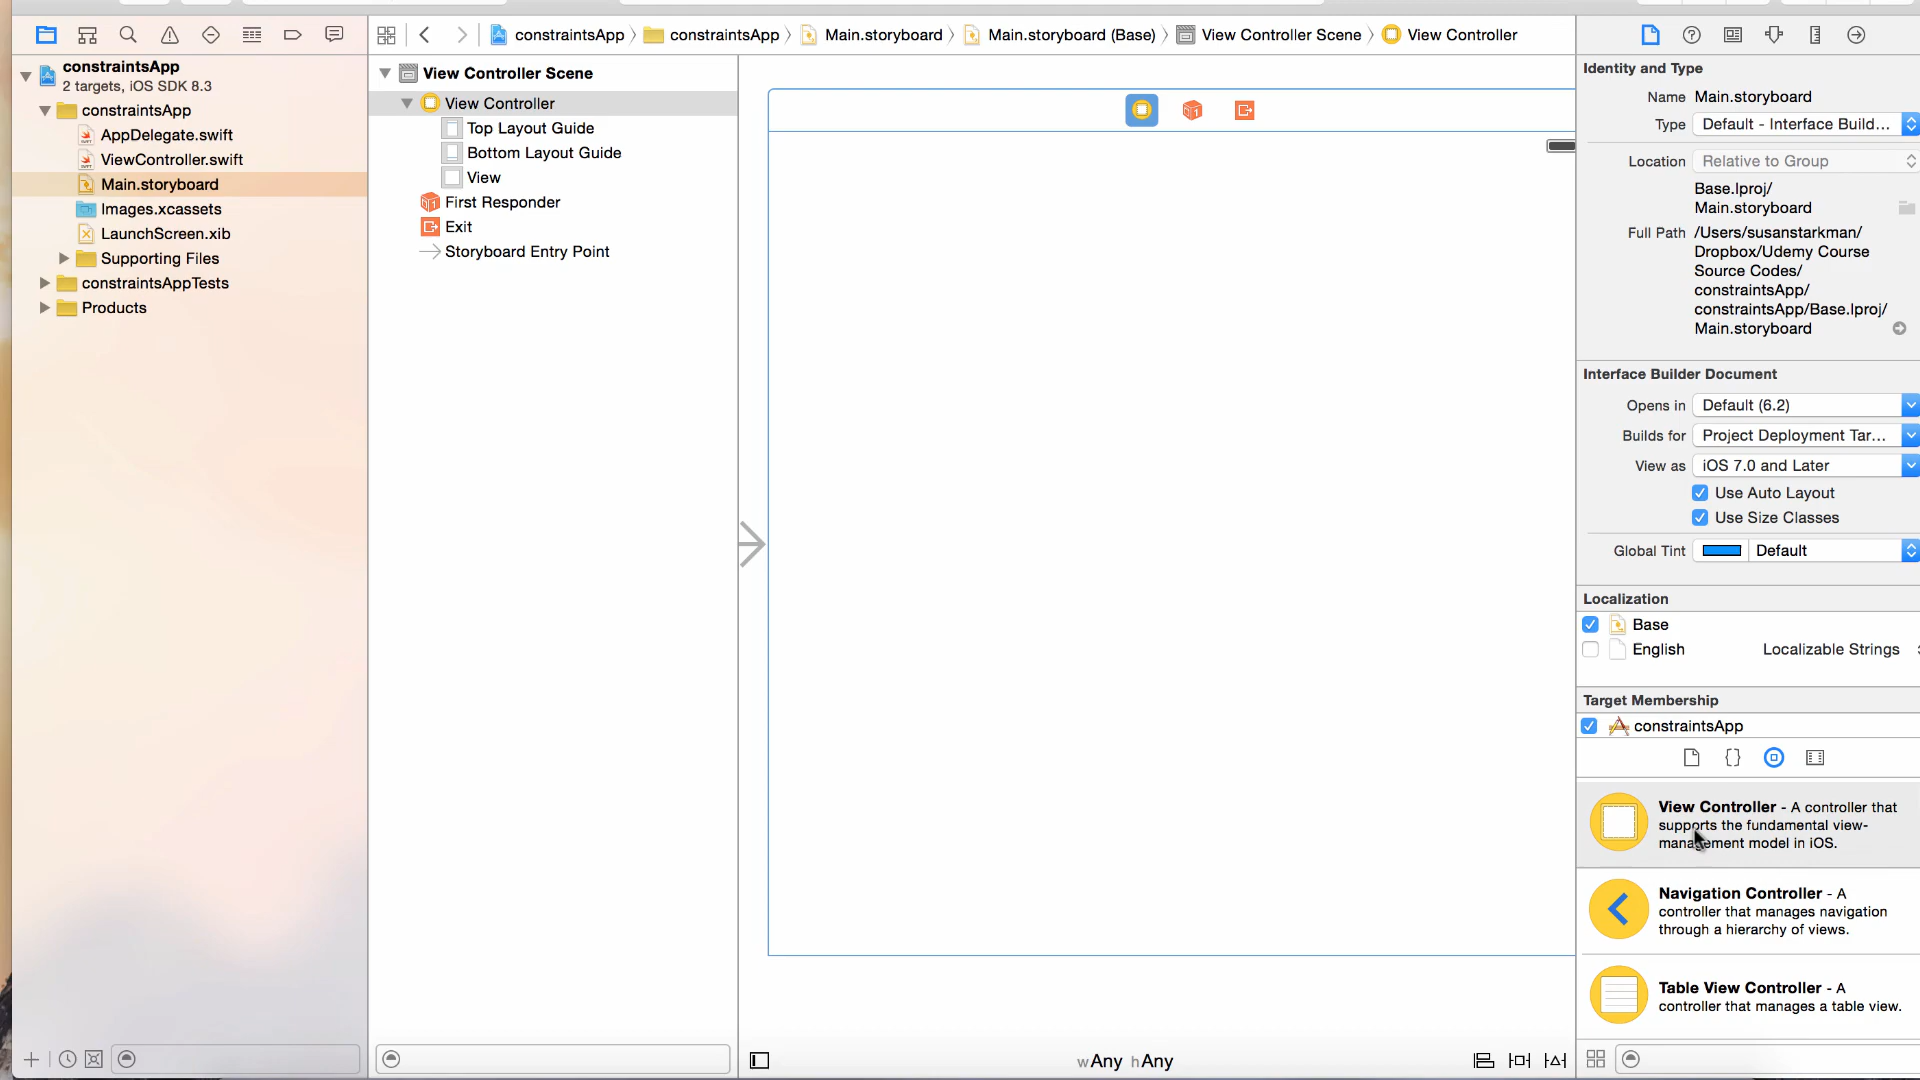 constraintsApp
2 targets, iOS SDK 8.3
constraintsApp
AppDelegate.swift
ViewController.swift
Main.storyboard
Images.xcassets
LaunchScreen.xib
Supporting Files
constraintsAppTests
Products
constraintsApp
constraintsApp
Main.storyboard
Main.storyboard (Base)
View Controller Scene
View Controller
View Controller Scene
View Controller
Top Layout Guide
Bottom Layout Guide
View
First Responder
Exit
Storyboard Entry Point
wAny hAny
Identity and Type
Name Main.storyboard
Type Default - Interface Build...
Location Relative to Group
Base.lproj/
Main.storyboard
Full Path /Users/susanstarkman/
Dropbox/Udemy Course
Source Codes/
constraintsApp/
constraintsApp/Base.lproj/
Main.storyboard
Interface Builder Document
Opens in Default (6.2)
Builds for Project Deployment Tar...
View as iOS 7.0 and Later
Use Auto Layout
Use Size Classes
Global Tint Default
Localization
Base
English Localizable Strings
Target Membership
constraintsApp
View Controller - A controller that
supports the fundamental view-
management model in iOS.
Navigation Controller - A
controller that manages navigation
through a hierarchy of views.
Table View Controller - A
controller that manages a table view.